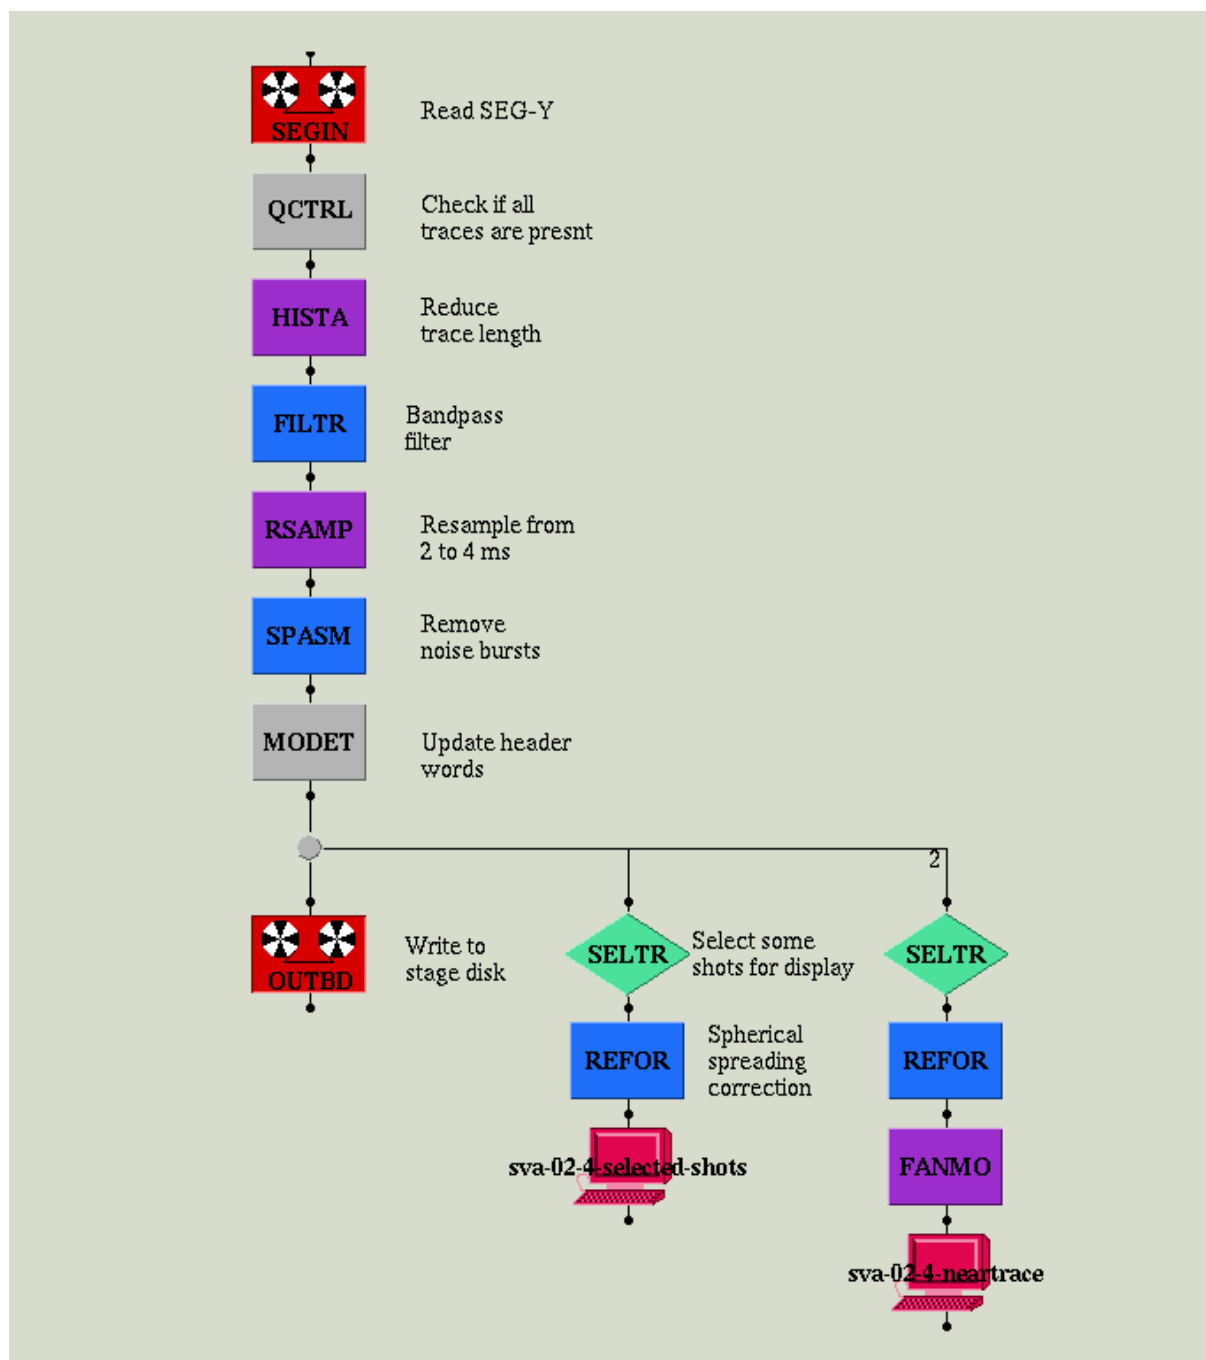 SEGIN
Read SEG-Y
QCTRL
Check if all
traces are presnt
HISTA
Reduce
trace length
FILTR
Bandpass
filter
RSAMP
Resample from
2 to 4 ms
SPASM
Remove
noise bursts
MODET
Update header
words
2
OUTBD
Write to
stage disk
SELTR
Select some
shots for display
SELTR
REFOR
Spherical
spreading
correction
REFOR
sva-02-4-selected-shots
FANMO
sva-02-4-neartrace